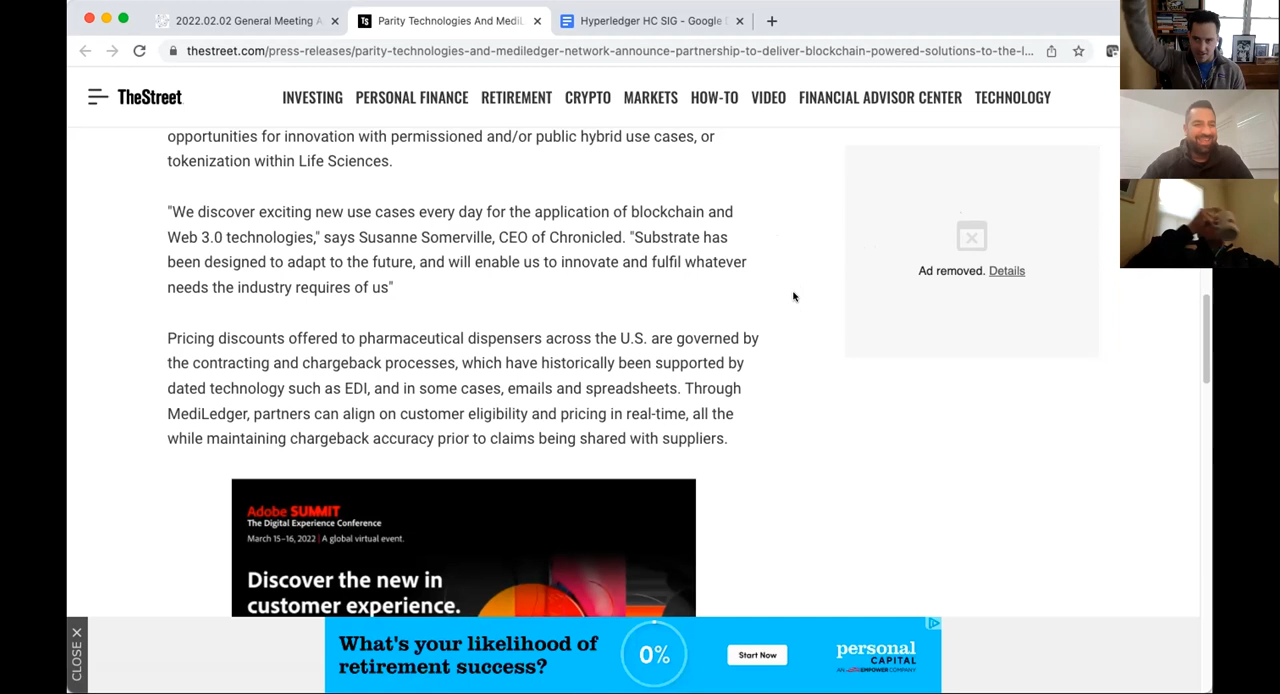 2022.02.02 General Meeting A
Parity Technologies And Medil
Hyperledger HC SIG - Google
thestreet.com/press-releases/parity-technologies-and-mediledger-network-announce-partnership-to-deliver-blockchain-powered-solutions-to-the-l...
TheStreet
INVESTING PERSONAL FINANCE RETIREMENT CRYPTO MARKETS HOW-TO VIDEO FINANCIAL ADVISOR CENTER TECHNOLOGY
opportunities for innovation with permissioned and/or public hybrid use cases, or
tokenization within Life Sciences.
"We discover exciting new use cases every day for the application of blockchain and
Web 3.0 technologies," says Susanne Somerville, CEO of Chronicled. "Substrate has
been designed to adapt to the future, and will enable us to innovate and fulfil whatever
needs the industry requires of us"
Pricing discounts offered to pharmaceutical dispensers across the U.S. are governed by
the contracting and chargeback processes, which have historically been supported by
dated technology such as EDI, and in some cases, emails and spreadsheets. Through
MediLedger, partners can align on customer eligibility and pricing in real-time, all the
while maintaining chargeback accuracy prior to claims being shared with suppliers.
Ad removed. Details
Adobe SUMMIT
The Digital Experience Conference
March 15-16, 2022 | A global virtual event.
Discover the new in
customer experience.
CLOSE X
What's your likelihood of
retirement success?
0%
Start Now
personal
CAPITAL
AN EMPOWER COMPANY